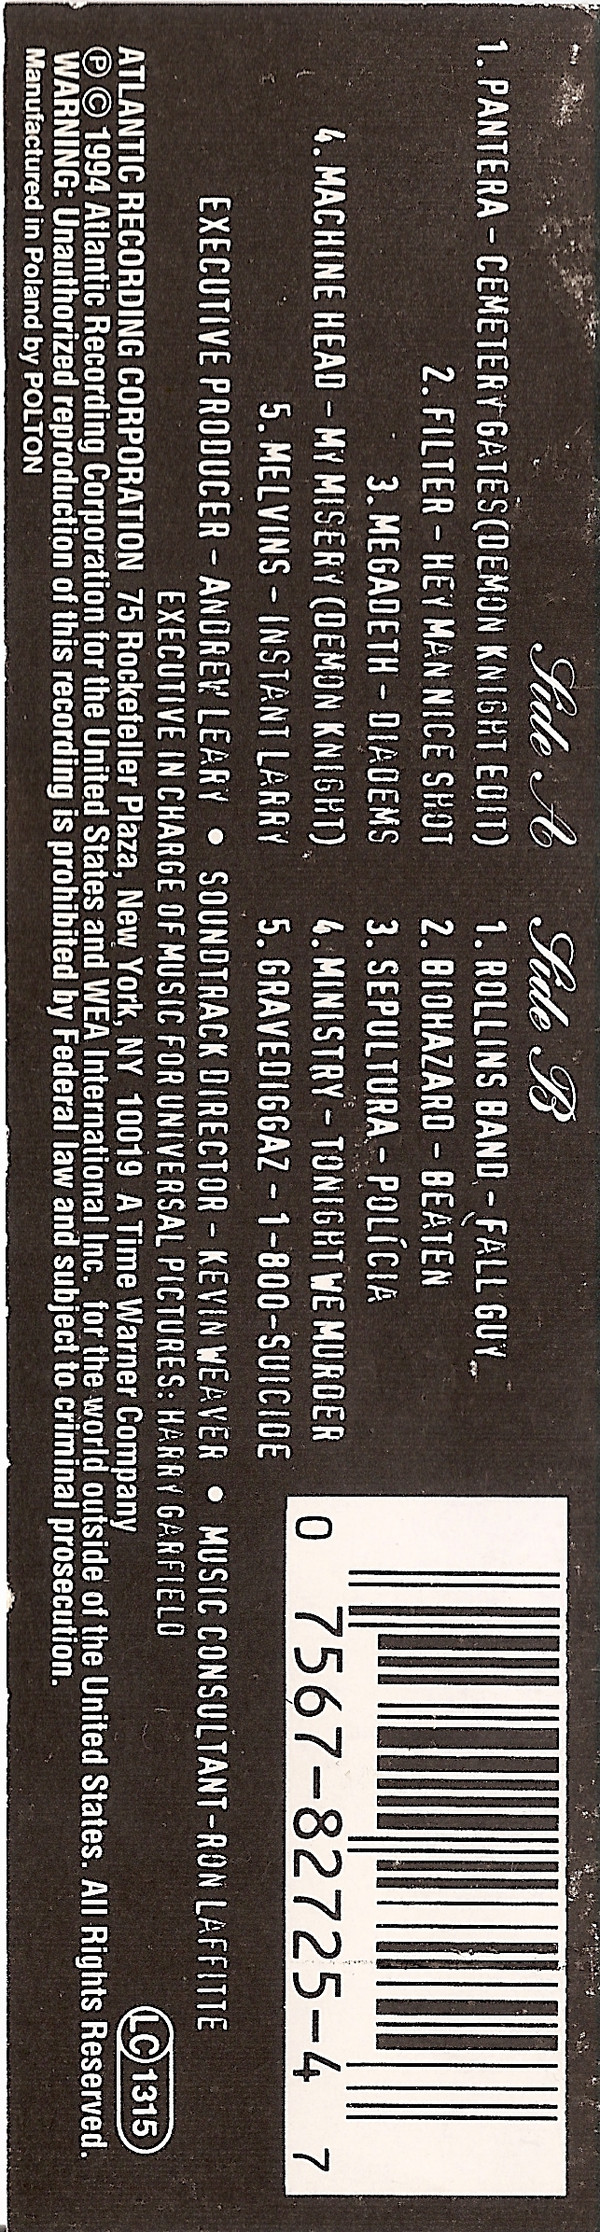 Side A
1. PANTERA - CEMETERY GATES (DEMON KNIGHT EDIT)
2. FILTER - HEY MAN NICE SHOT
3. MEGADETH - DIADEMS
4. MACHINE HEAD - MY MISERY (DEMON KNIGHT)
5. MELVINS - INSTANT LARRY
Side B
1. ROLLINS BAND - FALL GUY
2. BIOHAZARD - BEATEN
3. SEPULTURA - POLÍCIA
4. MINISTRY - TONIGHT WE MURDER
5. GRAVEDIGGAZ - 1-800-SUICIDE
EXECUTIVE PRODUCER - ANDREW LEARY • SOUNDTRACK DIRECTOR - KEVIN WEAVER • MUSIC CONSULTANT-RON LAFFITTE
EXECUTIVE IN CHARGE OF MUSIC FOR UNIVERSAL PICTURES: HARRY GARFIELD
ATLANTIC RECORDING CORPORATION 75 Rockefeller Plaza, New York, NY 10019 A Time Warner Company
℗ © 1994 Atlantic Recording Corporation for the United States and WEA International Inc. for the world outside of the United States. All Rights Reserved.
WARNING: Unauthorized reproduction of this recording is prohibited by Federal law and subject to criminal prosecution.
Manufactured in Poland by POLTON
LC 1315
0 7567-82725-4 7